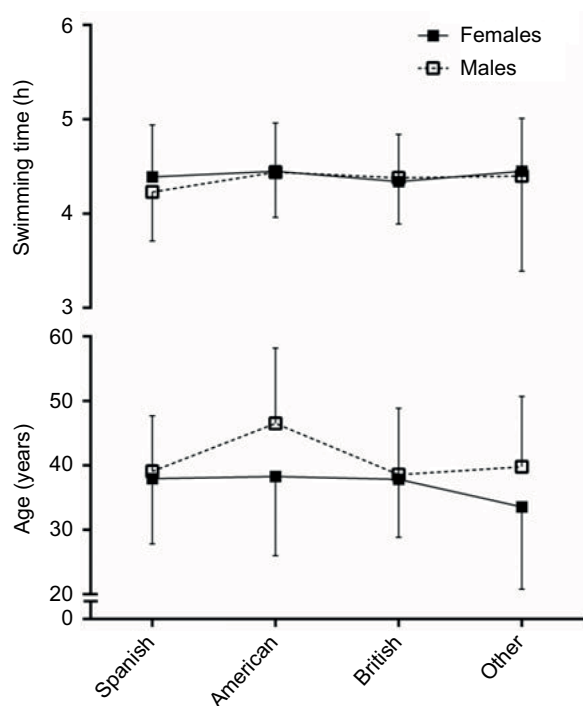 Females
Males
Swimming time (h)
6
5
4
3
Age (years)
60
50
40
30
20
0
Spanish
American
British
Other